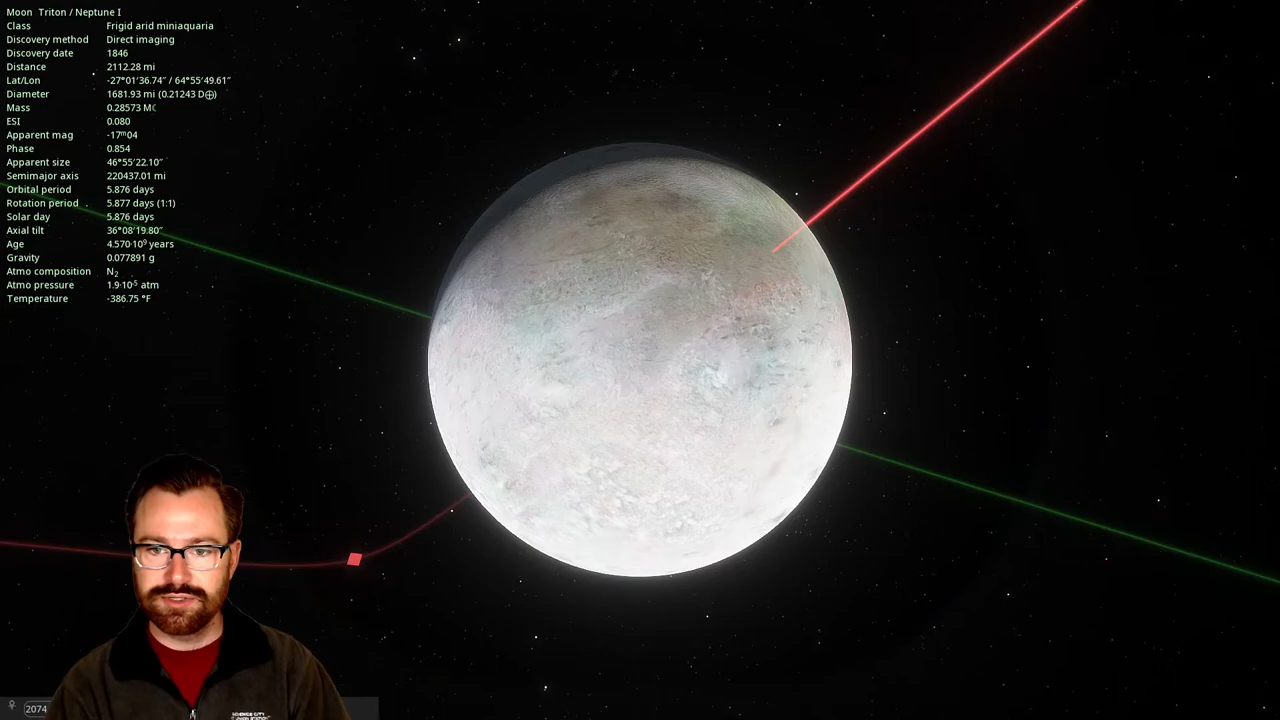 Moon Triton / Neptune I
Class Frigid arid miniaquaria
Discovery method Direct imaging
Discovery date 1846
Distance 2112.28 mi
Lat/Lon -27°01′36.74″ / 64°55′49.61″
Diameter 1681.93 mi (0.21243 D⊕)
Mass 0.28573 M☾
ESI 0.080
Apparent mag -17ᵐ04
Phase 0.854
Apparent size 46°55′22.10″
Semimajor axis 220437.01 mi
Orbital period 5.876 days
Rotation period 5.877 days (1:1)
Solar day 5.876 days
Axial tilt 36°08′19.80″
Age 4.570·10⁹ years
Gravity 0.077891 g
Atmo composition N₂
Atmo pressure 1.9·10⁻⁵ atm
Temperature -386.75 °F
SCIENCE CITY
UNION STATION
2074